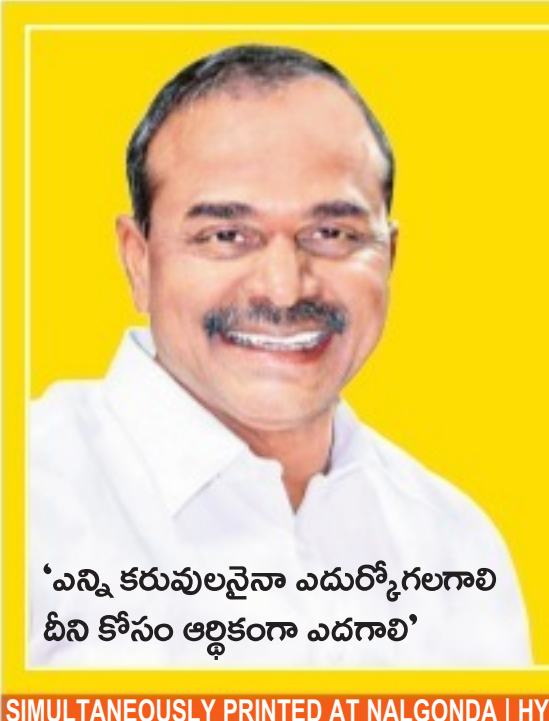 ‘ఎన్ని కరువులనైనా ఎదుర్కోగలగాలి
దీని కోసం ఆర్థికంగా ఎదగాలి’
SIMULTANEOUSLY PRINTED AT NALGONDA I HY